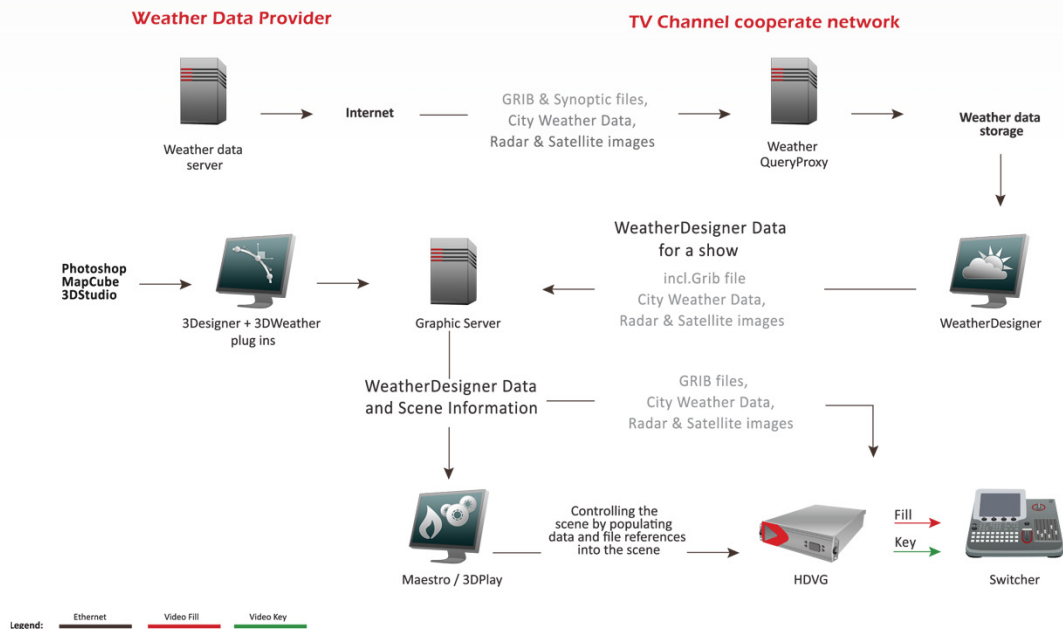 Weather Data Provider
TV Channel cooperate network
Weather data
server
Internet
GRIB & Synoptic files,
City Weather Data,
Radar & Satellite images
Weather
QueryProxy
Weather data
storage
Photoshop
MapCube
3DStudio
3Designer + 3DWeather
plug ins
Graphic Server
WeatherDesigner Data
for a show
incl.Grib file
City Weather Data,
Radar & Satellite images
WeatherDesigner
WeatherDesigner Data
and Scene Information
GRIB files,
City Weather Data,
Radar & Satellite images
Maestro / 3DPlay
Controlling the
scene by populating
data and file references
into the scene
HDVG
Fill
Key
Switcher
Legend:
Ethernet
Video Fill
Video Key